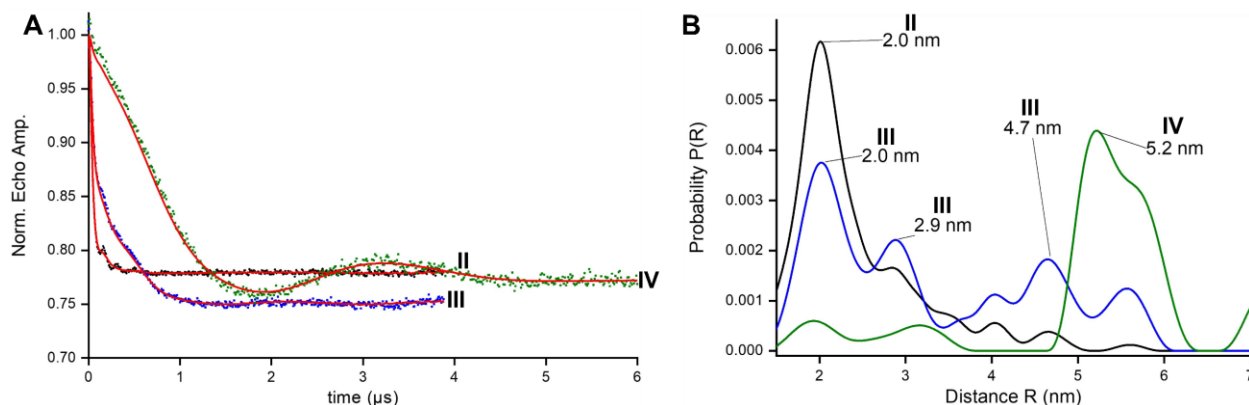 A
Norm. Echo Amp.
1.00
0.95
0.90
0.85
0.80
0.75
0.70
II
III
IV
0 1 2 3 4 5 6
time (µs)
B
Probability P(R)
0.006
0.005
0.004
0.003
0.002
0.001
0.000
II
2.0 nm
III
2.0 nm
III
2.9 nm
III
4.7 nm
IV
5.2 nm
2 3 4 5 6 7
Distance R (nm)